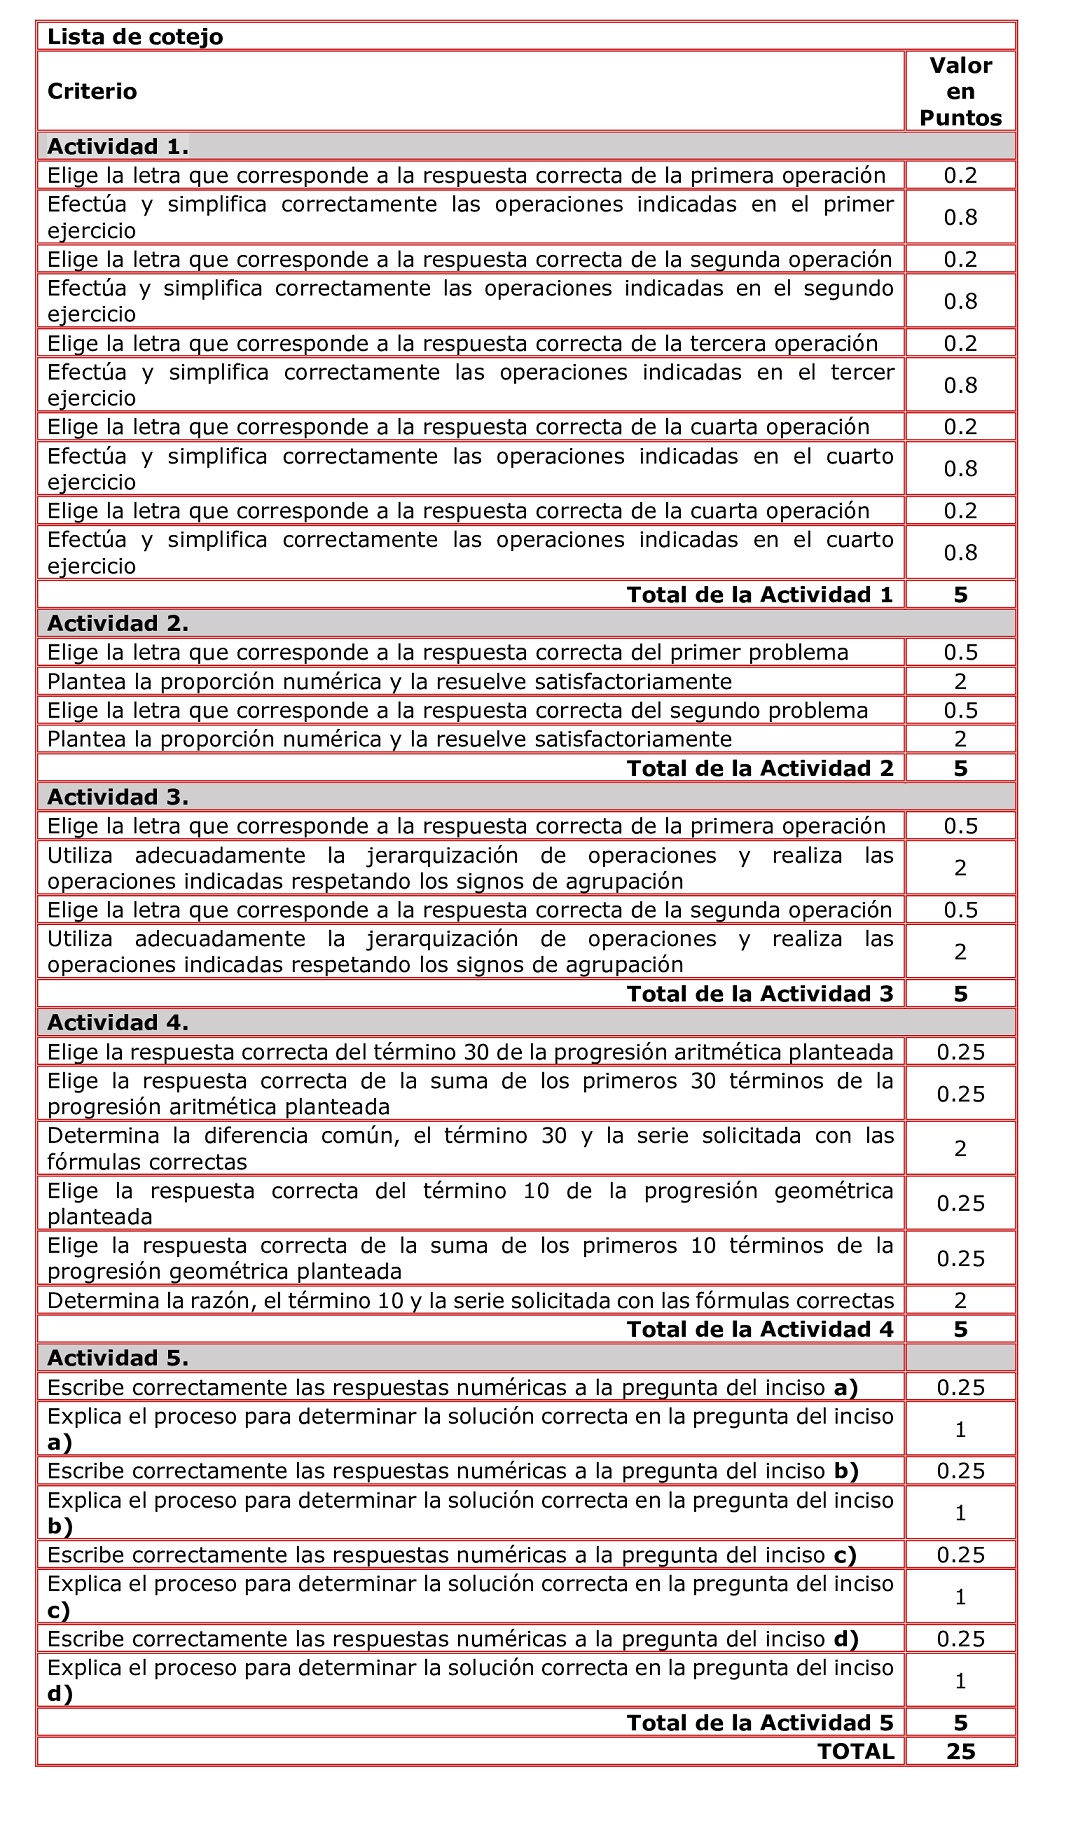 Lista de cotejo
Criterio
Valor
en
Puntos
Actividad 1.
Elige la letra que corresponde a la respuesta correcta de la primera operación 0.2
Efectúa y simplifica correctamente las operaciones indicadas en el primer
ejercicio
0.8
Elige la letra que corresponde a la respuesta correcta de la segunda operación 0.2
Efectúa y simplifica correctamente las operaciones indicadas en el segundo
ejercicio
0.8
Elige la letra que corresponde a la respuesta correcta de la tercera operación 0.2
Efectúa y simplifica correctamente las operaciones indicadas en el tercer
ejercicio
0.8
Elige la letra que corresponde a la respuesta correcta de la cuarta operación 0.2
Efectúa y simplifica correctamente las operaciones indicadas en el cuarto
ejercicio
0.8
Elige la letra que corresponde a la respuesta correcta de la cuarta operación 0.2
Efectúa y simplifica correctamente las operaciones indicadas en el cuarto
ejercicio
0.8
Total de la Actividad 1 5
Actividad 2.
Elige la letra que corresponde a la respuesta correcta del primer problema 0.5
Plantea la proporción numérica y la resuelve satisfactoriamente 2
Elige la letra que corresponde a la respuesta correcta del segundo problema 0.5
Plantea la proporción numérica y la resuelve satisfactoriamente 2
Total de la Actividad 2 5
Actividad 3.
Elige la letra que corresponde a la respuesta correcta de la primera operación 0.5
Utiliza adecuadamente la jerarquización de operaciones y realiza las
operaciones indicadas respetando los signos de agrupación
2
Elige la letra que corresponde a la respuesta correcta de la segunda operación 0.5
Utiliza adecuadamente la jerarquización de operaciones y realiza las
operaciones indicadas respetando los signos de agrupación
2
Total de la Actividad 3 5
Actividad 4.
Elige la respuesta correcta del término 30 de la progresión aritmética planteada 0.25
Elige la respuesta correcta de la suma de los primeros 30 términos de la
progresión aritmética planteada
0.25
Determina la diferencia común, el término 30 y la serie solicitada con las
fórmulas correctas
2
Elige la respuesta correcta del término 10 de la progresión geométrica
planteada
0.25
Elige la respuesta correcta de la suma de los primeros 10 términos de la
progresión geométrica planteada
0.25
Determina la razón, el término 10 y la serie solicitada con las fórmulas correctas 2
Total de la Actividad 4 5
Actividad 5.
Escribe correctamente las respuestas numéricas a la pregunta del inciso a) 0.25
Explica el proceso para determinar la solución correcta en la pregunta del inciso
a)
1
Escribe correctamente las respuestas numéricas a la pregunta del inciso b) 0.25
Explica el proceso para determinar la solución correcta en la pregunta del inciso
b)
1
Escribe correctamente las respuestas numéricas a la pregunta del inciso c) 0.25
Explica el proceso para determinar la solución correcta en la pregunta del inciso
c)
1
Escribe correctamente las respuestas numéricas a la pregunta del inciso d) 0.25
Explica el proceso para determinar la solución correcta en la pregunta del inciso
d)
1
Total de la Actividad 5 5
TOTAL 25